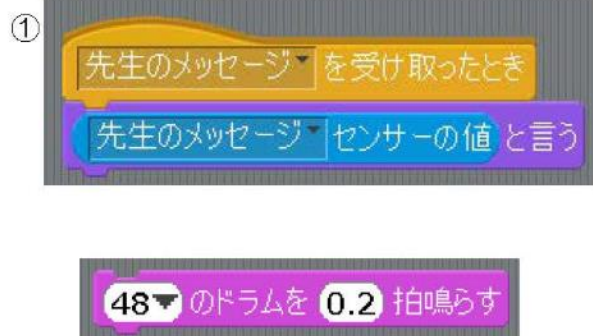 ①
先生のメッセージ を受け取ったとき
先生のメッセージ センサーの値 と言う
48 のドラムを 0.2 拍鳴らす